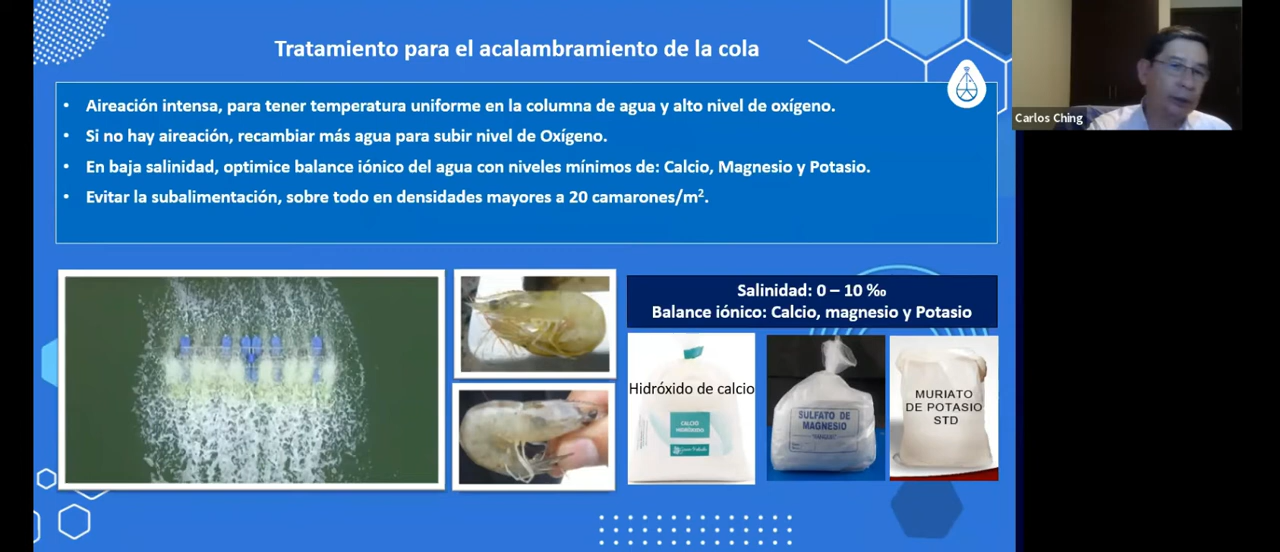 Tratamiento para el acalambramiento de la cola
Carlos Ching
• Aireación intensa, para tener temperatura uniforme en la columna de agua y alto nivel de oxígeno.
• Si no hay aireación, recambiar más agua para subir nivel de Oxígeno.
• En baja salinidad, optimice balance iónico del agua con niveles mínimos de: Calcio, Magnesio y Potasio.
• Evitar la subalimentación, sobre todo en densidades mayores a 20 camarones/m².
Salinidad: 0 – 10 ‰
Balance iónico: Calcio, magnesio y Potasio
Hidróxido de calcio
CALCIO
HIDRÓXIDO
SULFATO DE
MAGNESIO
MURIATO
DE POTASIO
STD